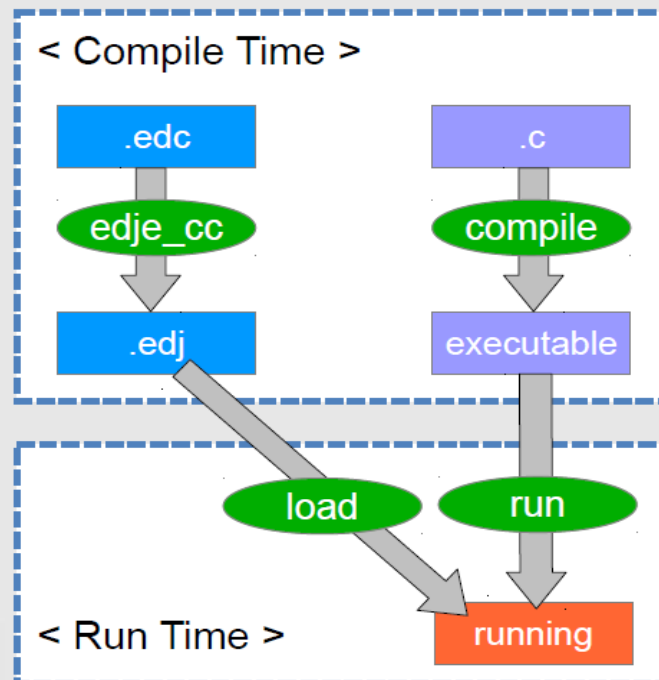 < Compile Time >
.edc
.c
edje_cc
compile
.edj
executable
load
run
< Run Time >
running